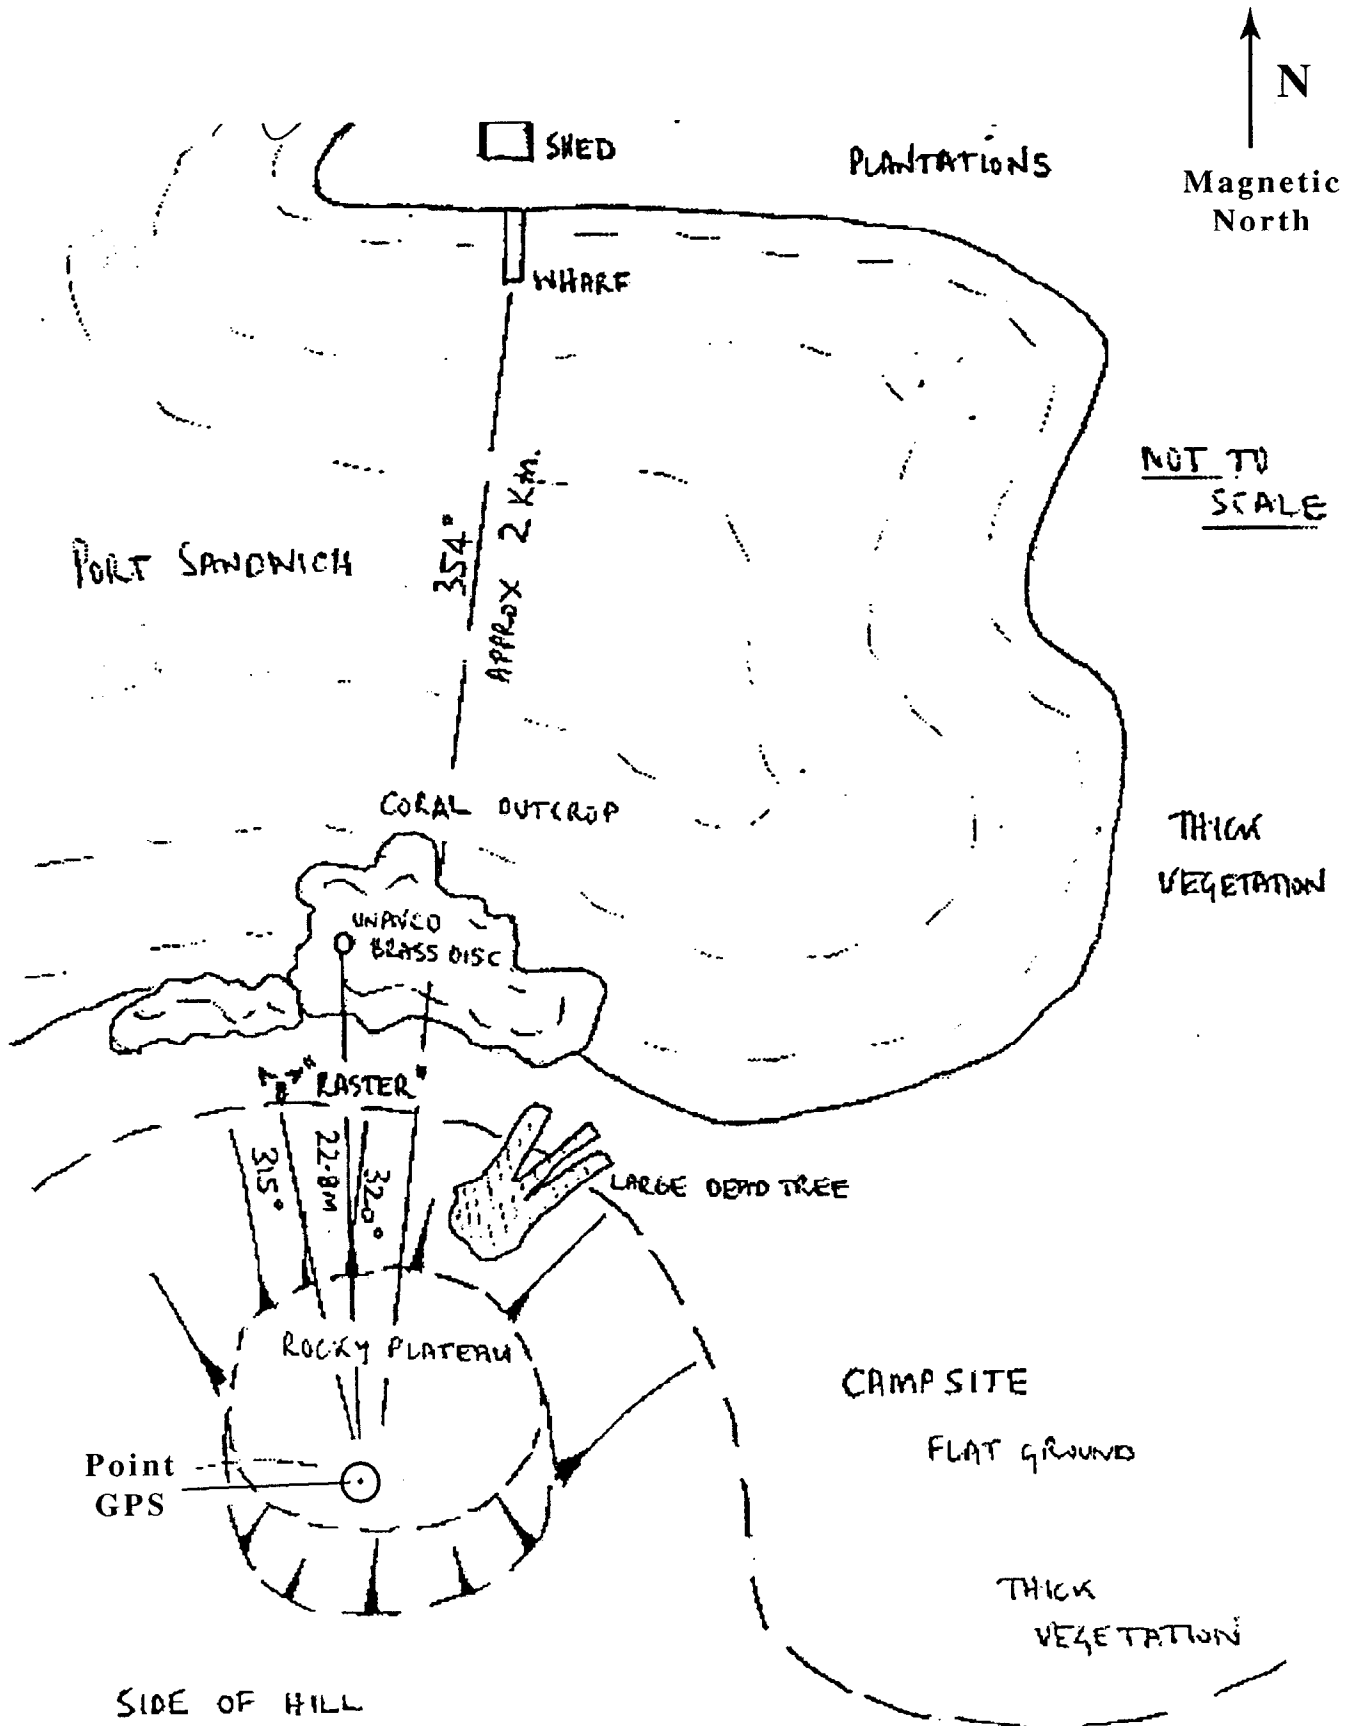 N
SHED
PLANTATIONS
Magnetic
North
WHARF
NOT TO
SCALE
354°
APPROX 2 Km.
PORT SANDWICH
CORAL OUTCROP
THICK
VEGETATION
UNAVCO
BRASS DISC
"RASTER"
315°
22.8m
320°
LARGE DEAD TREE
ROCKY PLATEAU
CAMPSITE
FLAT GROUND
Point
GPS
THICK
VEGETATION
SIDE OF HILL